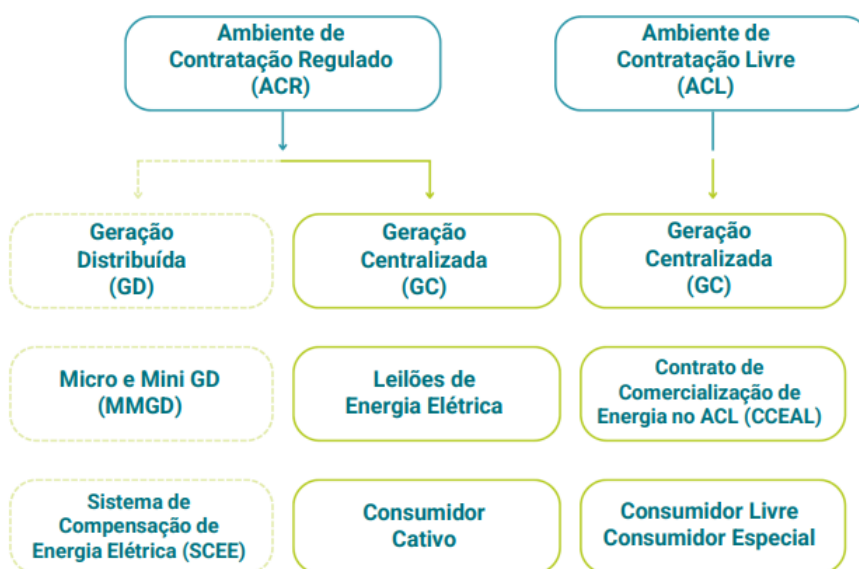 Ambiente de
Contratação Regulado
(ACR)
Ambiente de
Contratação Livre
(ACL)
Geração
Distribuída
(GD)
Geração
Centralizada
(GC)
Geração
Centralizada
(GC)
Micro e Mini GD
(MMGD)
Leilões de
Energia Elétrica
Contrato de
Comercialização de
Energia no ACL (CCEAL)
Sistema de
Compensação de
Energia Elétrica (SCEE)
Consumidor
Cativo
Consumidor Livre
Consumidor Especial